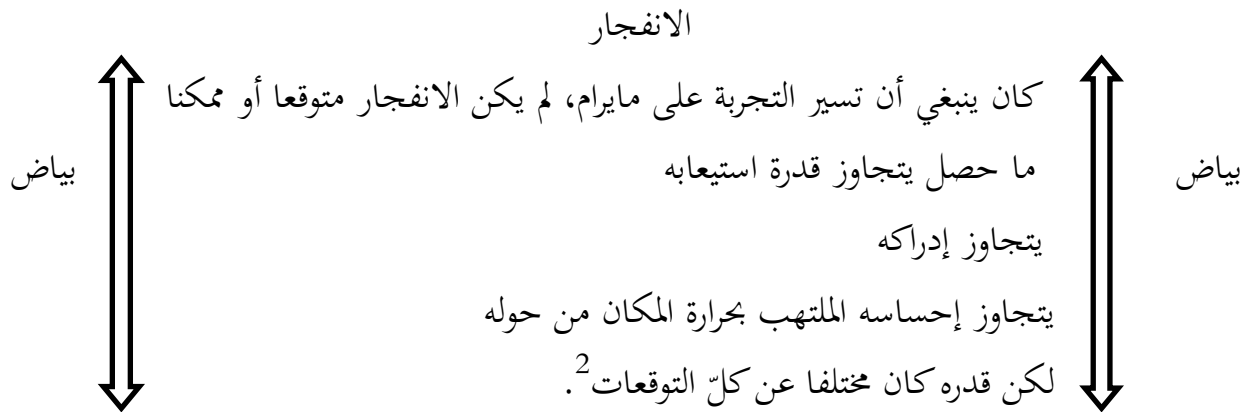 الانفجار
كان ينبغي أن تسير التجربة على مايرام، لم يكن الانفجار متوقعا أو ممكنا
بياض ما حصل يتجاوز قدرة استيعابه بياض
يتجاوز إدراكه
يتجاوز إحساسه الملتهب بحرارة المكان من حوله
لكن قدره كان مختلفا عن كلّ التوقعات2.